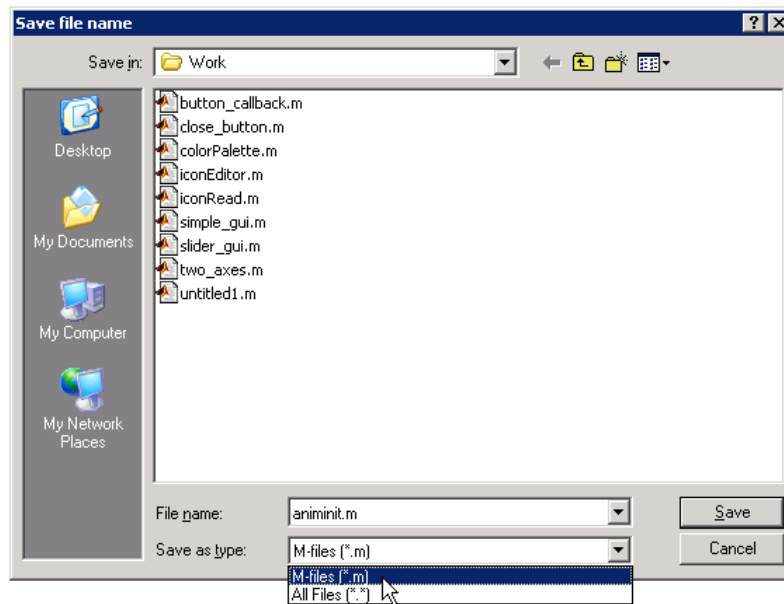 Save file name
Save in: Work
Desktop
My Documents
My Computer
My Network
Places
button_callback.m
close_button.m
colorPalette.m
iconEditor.m
iconRead.m
simple_gui.m
slider_gui.m
two_axes.m
untitled1.m
File name: animinit.m Save
Save as type: M-files (*.m) Cancel
M-files (*.m)
All Files (*.*)